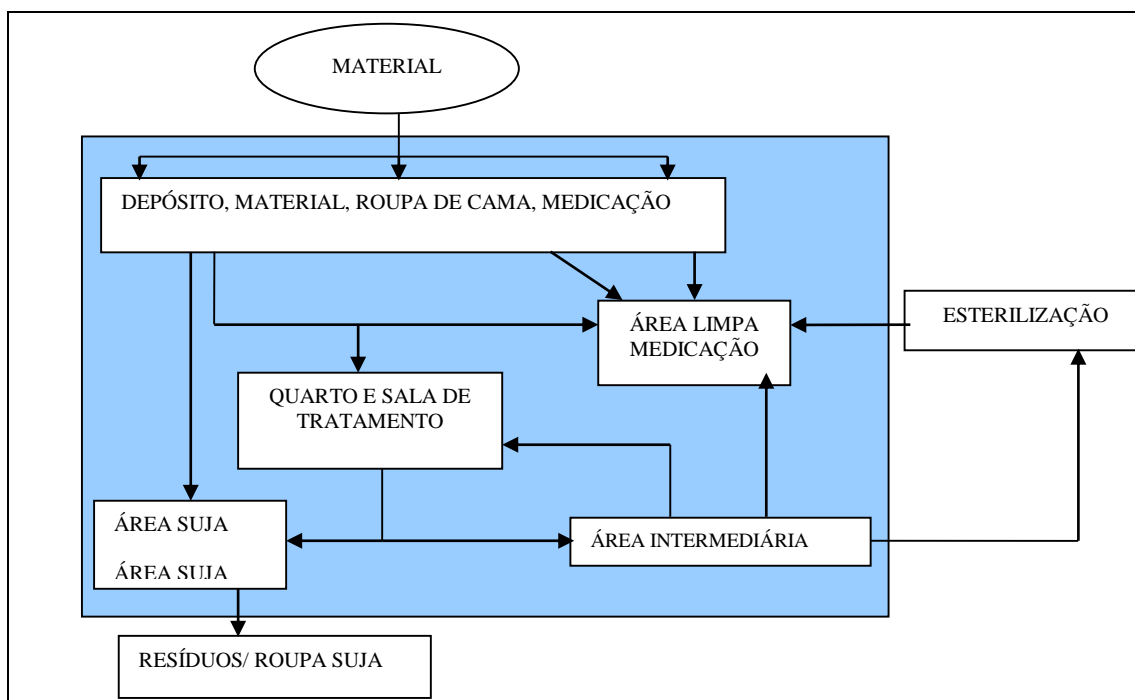 MATERIAL
DEPÓSITO, MATERIAL, ROUPA DE CAMA, MEDICAÇÃO
ÁREA LIMPA
MEDICAÇÃO
ESTERILIZAÇÃO
QUARTO E SALA DE
TRATAMENTO
ÁREA SUJA
ÁREA SUJA
ÁREA INTERMEDIÁRIA
RESÍDUOS/ ROUPA SUJA